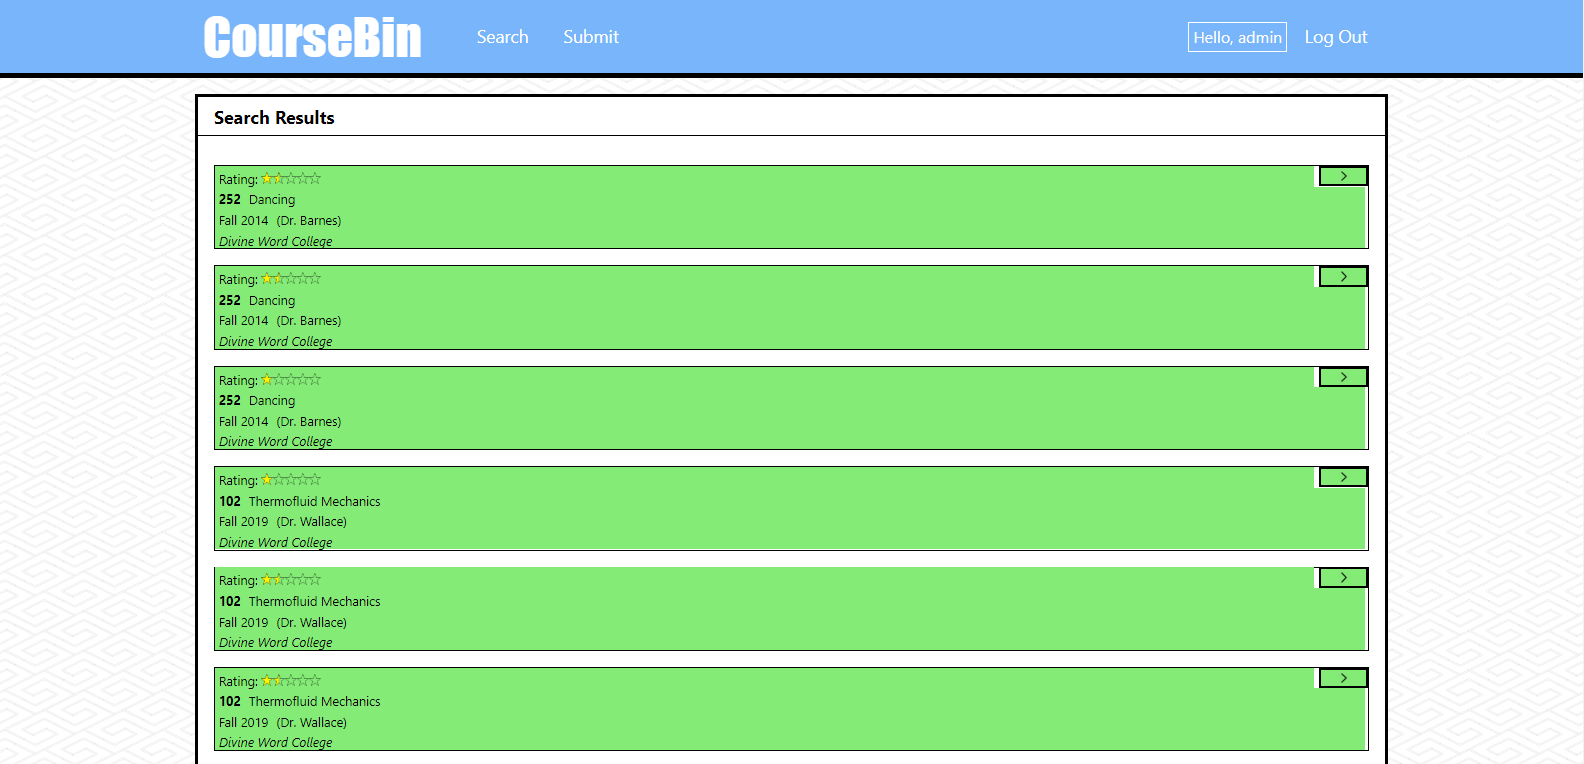 CourseBin Search Submit Hello, admin Log Out
Search Results
Rating:
252 Dancing
Fall 2014 (Dr. Barnes)
Divine Word College
Rating:
252 Dancing
Fall 2014 (Dr. Barnes)
Divine Word College
Rating:
252 Dancing
Fall 2014 (Dr. Barnes)
Divine Word College
Rating:
102 Thermofluid Mechanics
Fall 2019 (Dr. Wallace)
Divine Word College
Rating:
102 Thermofluid Mechanics
Fall 2019 (Dr. Wallace)
Divine Word College
Rating:
102 Thermofluid Mechanics
Fall 2019 (Dr. Wallace)
Divine Word College